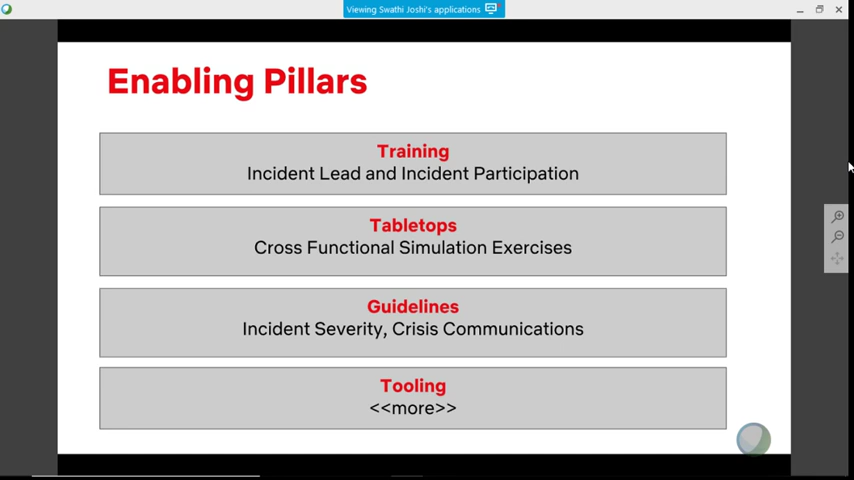 Viewing Swathi Joshi's applications
Enabling Pillars
Training
Incident Lead and Incident Participation
Tabletops
Cross Functional Simulation Exercises
Guidelines
Incident Severity, Crisis Communications
Tooling
<<more>>